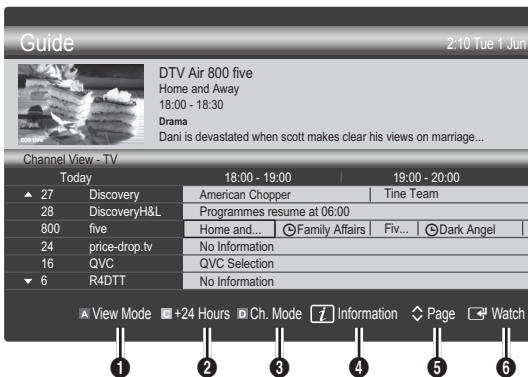 Guide 2:10 Tue 1 Jun
DTV Air 800 five
Home and Away
18:00 - 18:30
Drama
Dani is devastated when scott makes clear his views on marriage...
800 five
Channel View - TV
Today 18:00 - 19:00 19:00 - 20:00
▲ 27 Discovery American Chopper Tine Team
28 DiscoveryH&L Programmes resume at 06:00
800 five Home and... Family Affairs Fiv... Dark Angel
24 price-drop.tv No Information
16 QVC QVC Selection
▼ 6 R4DTT No Information
A View Mode C +24 Hours D Ch. Mode i Information Page Watch
1 2 3 4 5 6